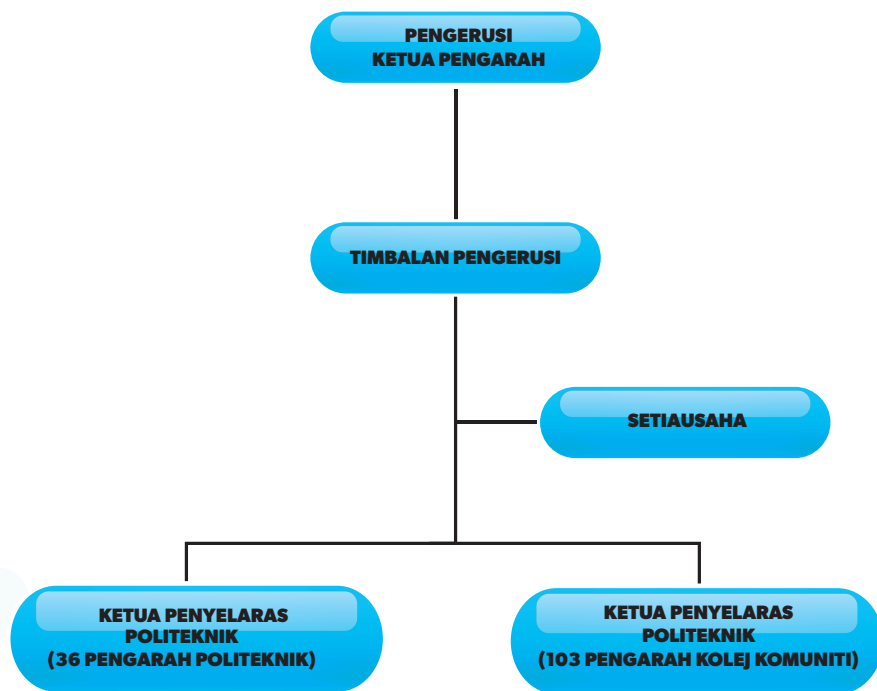 PENGERUSI
KETUA PENGARAH
TIMBALAN PENGERUSI
SETIAUSAHA
KETUA PENYELARAS
POLITEKNIK
(36 PENGARAH POLITEKNIK)
KETUA PENYELARAS
POLITEKNIK
(103 PENGARAH KOLEJ KOMUNITI)